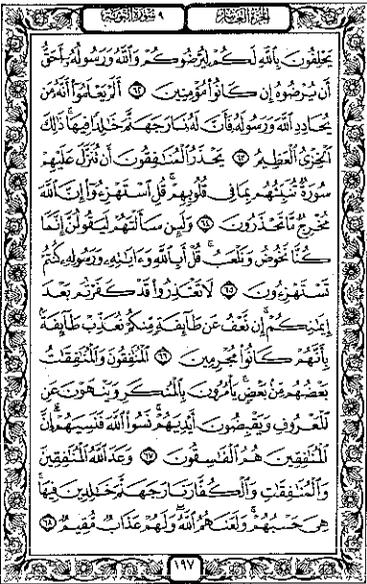 الجزء العاشر ٩ سورة التوبة
يَحْلِفُونَ بِٱللَّهِ لَكُمْ لِيُرْضُوكُمْ وَٱللَّهُ وَرَسُولُهُۥٓ أَحَقُّ
أَن يُرْضُوهُ إِن كَانُوا۟ مُؤْمِنِينَ ٦٢ أَلَمْ يَعْلَمُوٓا۟ أَنَّهُۥ مَن
يُحَادِدِ ٱللَّهَ وَرَسُولَهُۥ فَأَنَّ لَهُۥ نَارَ جَهَنَّمَ خَٰلِدًا فِيهَا ۚ ذَٰلِكَ
ٱلْخِزْىُ ٱلْعَظِيمُ ٦٣ يَحْذَرُ ٱلْمُنَٰفِقُونَ أَن تُنَزَّلَ عَلَيْهِمْ
سُورَةٌ تُنَبِّئُهُم بِمَا فِى قُلُوبِهِمْ ۚ قُلِ ٱسْتَهْزِءُوٓا۟ إِنَّ ٱللَّهَ
مُخْرِجٌ مَّا تَحْذَرُونَ ٦٤ وَلَئِن سَأَلْتَهُمْ لَيَقُولُنَّ إِنَّمَا
كُنَّا نَخُوضُ وَنَلْعَبُ ۚ قُلْ أَبِٱللَّهِ وَءَايَٰتِهِۦ وَرَسُولِهِۦ كُنتُمْ
تَسْتَهْزِءُونَ ٦٥ لَا تَعْتَذِرُوا۟ قَدْ كَفَرْتُم بَعْدَ
إِيمَٰنِكُمْ ۚ إِن نَّعْفُ عَن طَآئِفَةٍ مِّنكُمْ نُعَذِّبْ طَآئِفَةًۢ
بِأَنَّهُمْ كَانُوا۟ مُجْرِمِينَ ٦٦ ٱلْمُنَٰفِقُونَ وَٱلْمُنَٰفِقَٰتُ
بَعْضُهُم مِّنۢ بَعْضٍ ۚ يَأْمُرُونَ بِٱلْمُنكَرِ وَيَنْهَوْنَ عَنِ
ٱلْمَعْرُوفِ وَيَقْبِضُونَ أَيْدِيَهُمْ ۚ نَسُوا۟ ٱللَّهَ فَنَسِيَهُمْ ۗ إِنَّ
ٱلْمُنَٰفِقِينَ هُمُ ٱلْفَٰسِقُونَ ٦٧ وَعَدَ ٱللَّهُ ٱلْمُنَٰفِقِينَ
وَٱلْمُنَٰفِقَٰتِ وَٱلْكُفَّارَ نَارَ جَهَنَّمَ خَٰلِدِينَ فِيهَا ۚ
هِىَ حَسْبُهُمْ ۚ وَلَعَنَهُمُ ٱللَّهُ ۖ وَلَهُمْ عَذَابٌ مُّقِيمٌ ٦٨
١٩٧